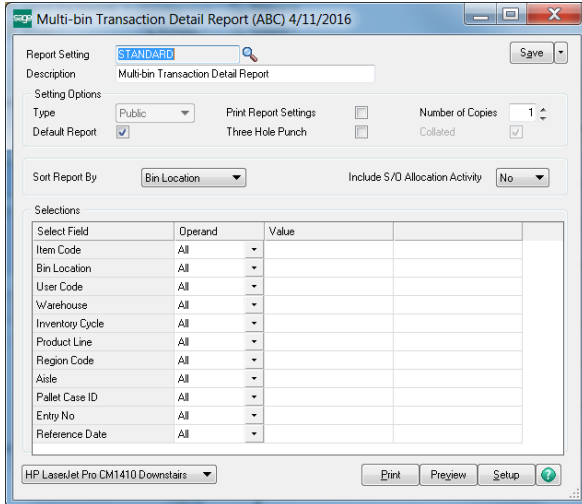 sage Multi-bin Transaction Detail Report (ABC) 4/11/2016
Report Setting STANDARD Save
Description Multi-bin Transaction Detail Report
Setting Options
Type Public Print Report Settings Number of Copies 1
Default Report Three Hole Punch Collated
Sort Report By Bin Location Include S/O Allocation Activity No
Selections
Select Field Operand Value
Item Code All
Bin Location All
User Code All
Warehouse All
Inventory Cycle All
Product Line All
Region Code All
Aisle All
Pallet Case ID All
Entry No All
Reference Date All
HP LaserJet Pro CM1410 Downstairs Print Preview Setup ?